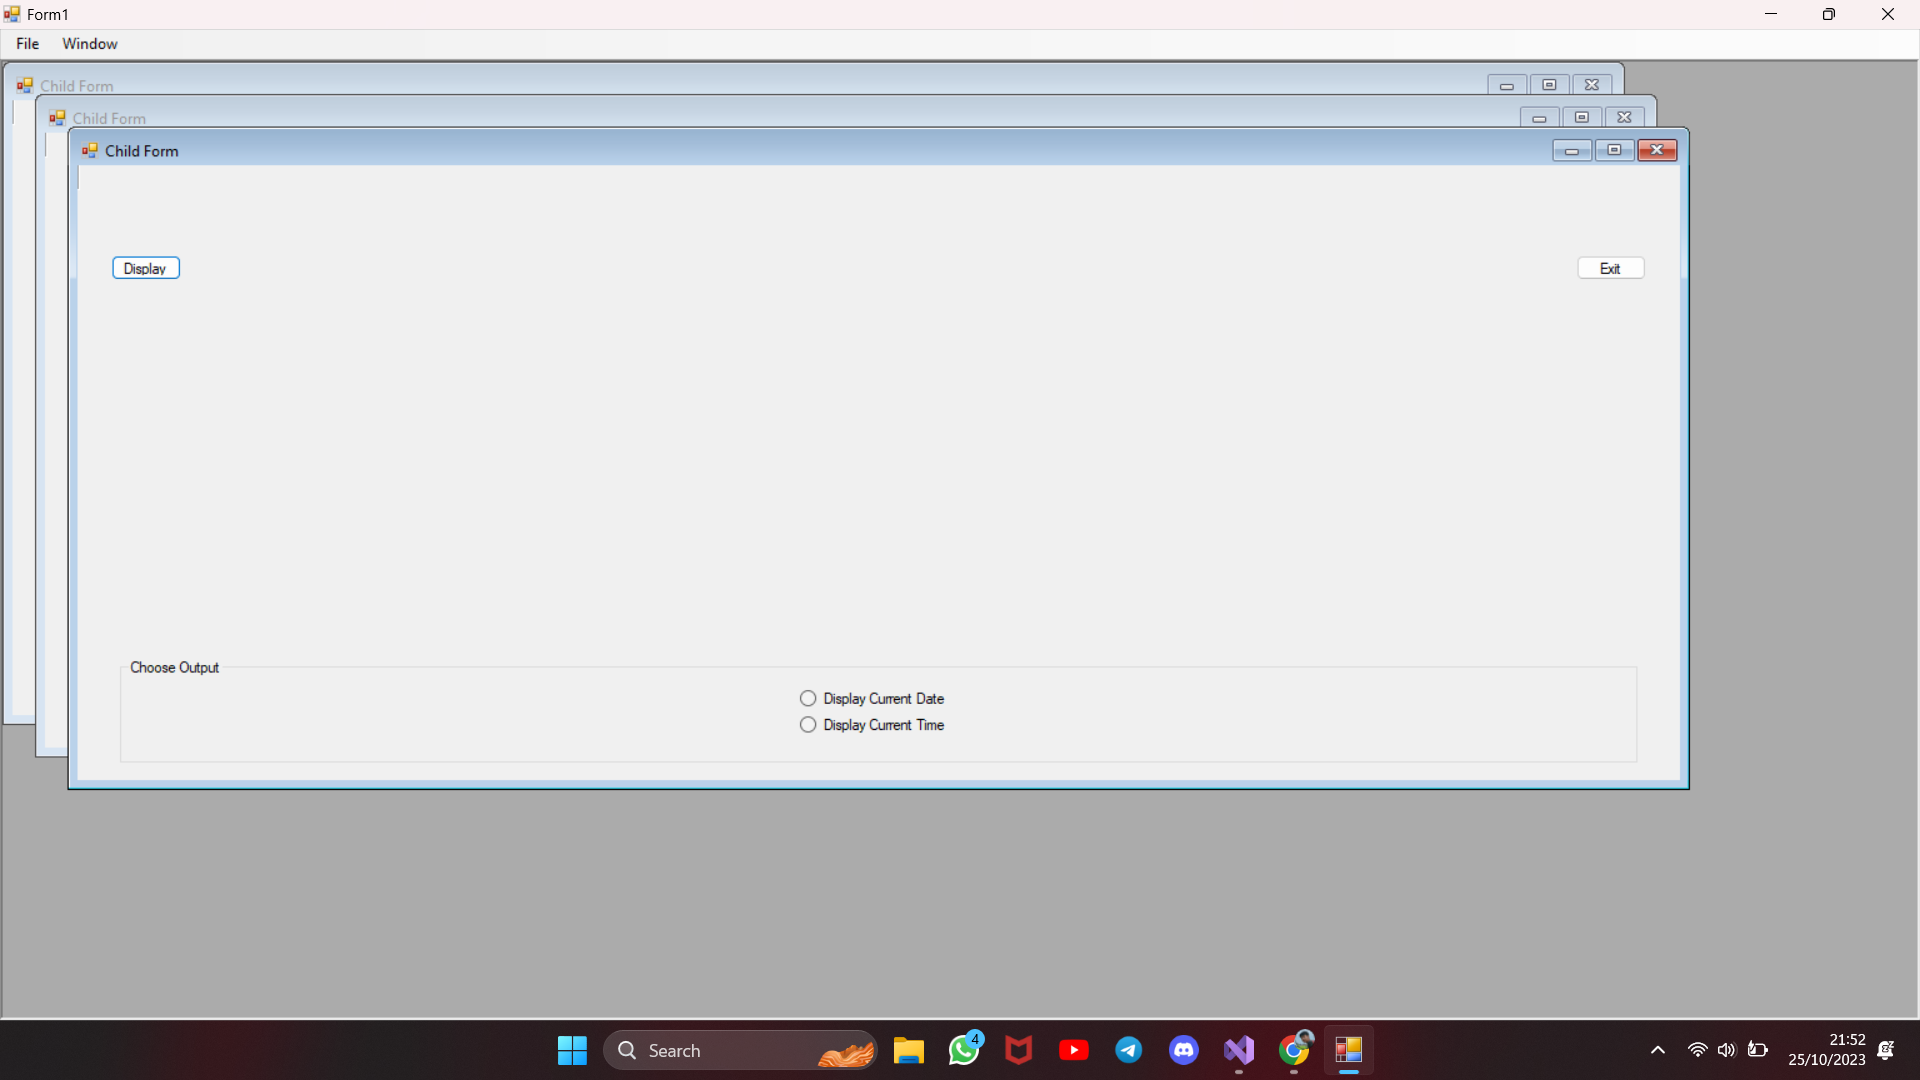 Form1
File Window
Child Form
Child Form
Child Form
Display
Exit
Choose Output
Display Current Date
Display Current Time
Search
4
21:52
25/10/2023